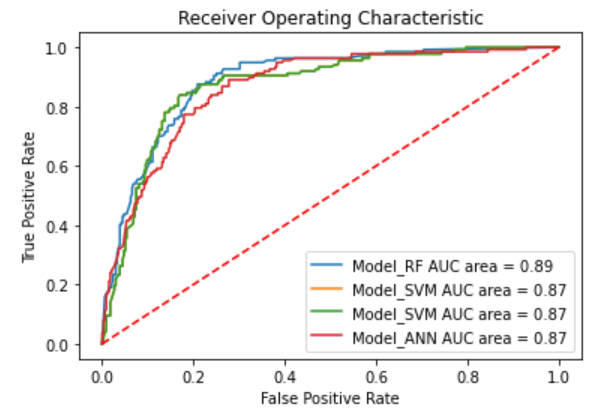 Receiver Operating Characteristic
True Positive Rate
1.0
0.8
0.6
0.4
0.2
0.0
Model_RF AUC area = 0.89
Model_SVM AUC area = 0.87
Model_SVM AUC area = 0.87
Model_ANN AUC area = 0.87
0.0 0.2 0.4 0.6 0.8 1.0
False Positive Rate